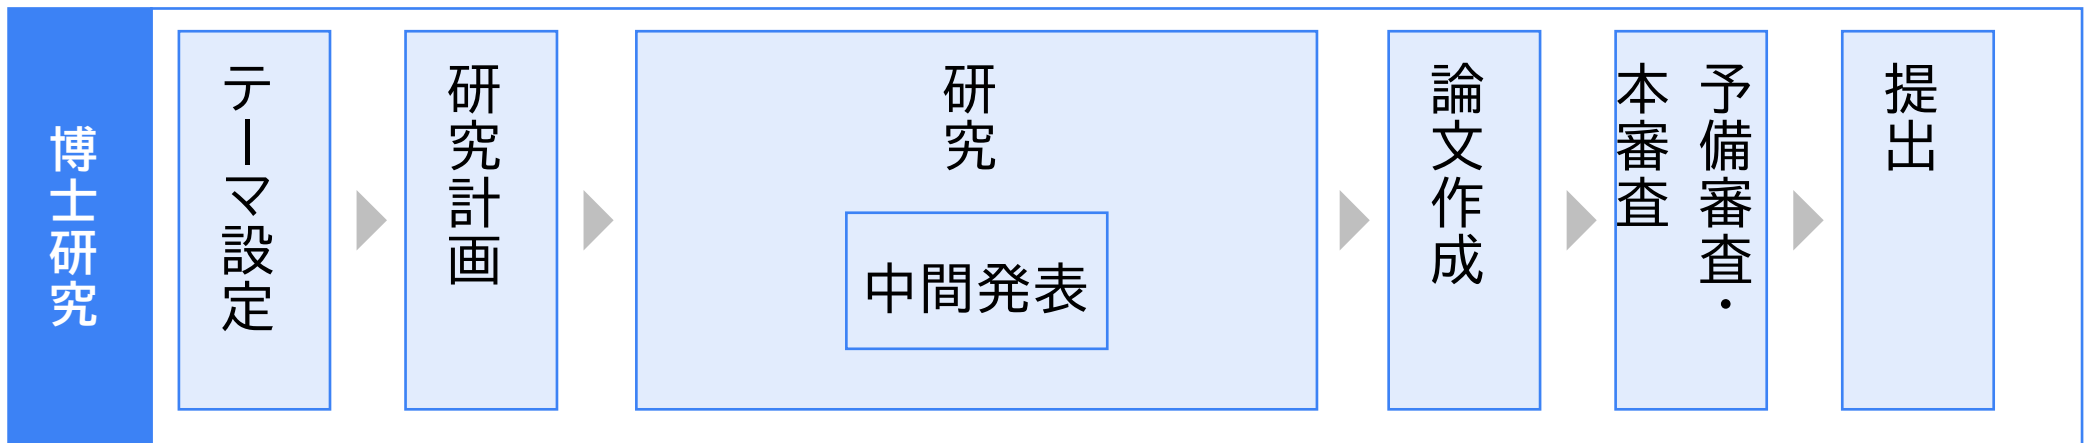 博士研究
テーマ設定
研究計画
研究
中間発表
論文作成
予備審査・
本審査
提出